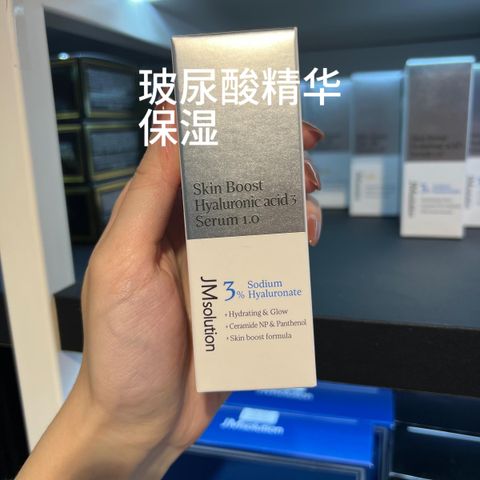 玻尿酸精华
保湿
Skin Boost
Hyaluronic acid 3
Serum 1.0
JMsolution
3% Sodium
Hyaluronate
• Hydrating & Glow
• Ceramide NP & Panthenol
• Skin boost formula
JMsolution